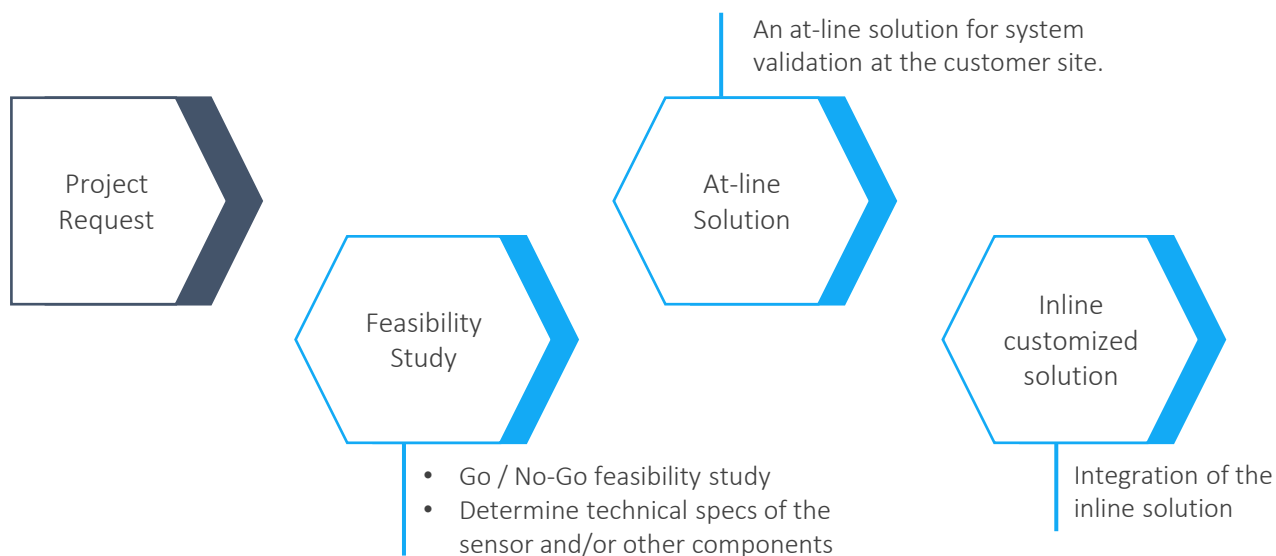 An at-line solution for system
validation at the customer site.
Project
Request
At-line
Solution
Feasibility
Study
Inline
customized
solution
• Go / No-Go feasibility study
• Determine technical specs of the
sensor and/or other components
Integration of the
inline solution